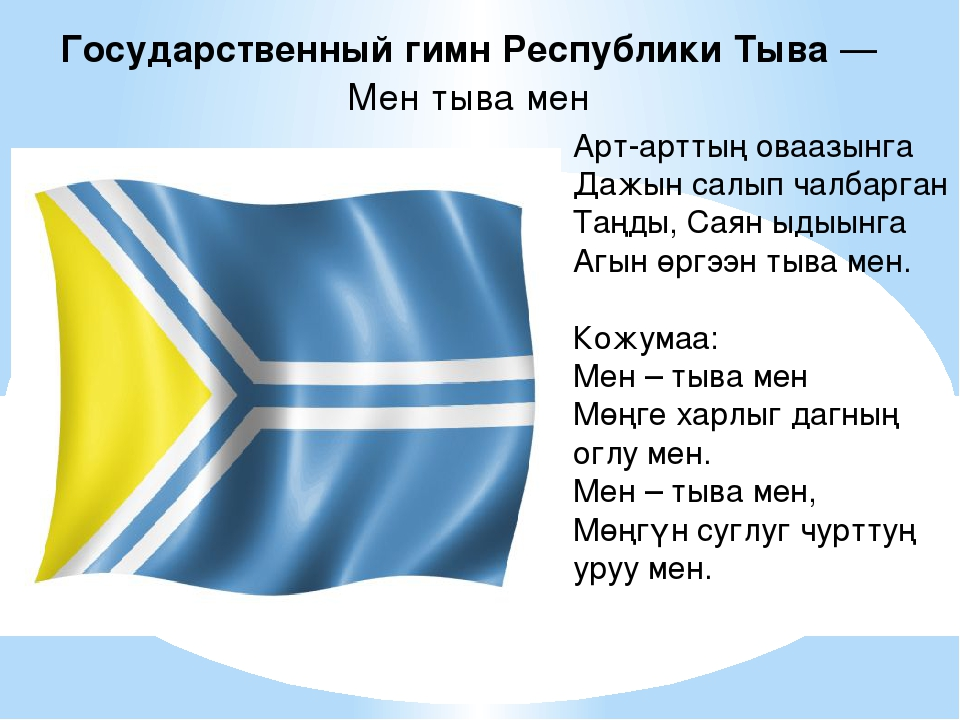 Государственный гимн Республики Тыва —
Мен тыва мен
Арт-арттың оваазынга
Дажын салып чалбарган
Таңды, Саян ыдыынга
Агын өргээн тыва мен.
Кожумаа:
Мен – тыва мен
Мөңге харлыг дагның
оглу мен.
Мен – тыва мен,
Мөңгүн суглуг чурттуң
уруу мен.